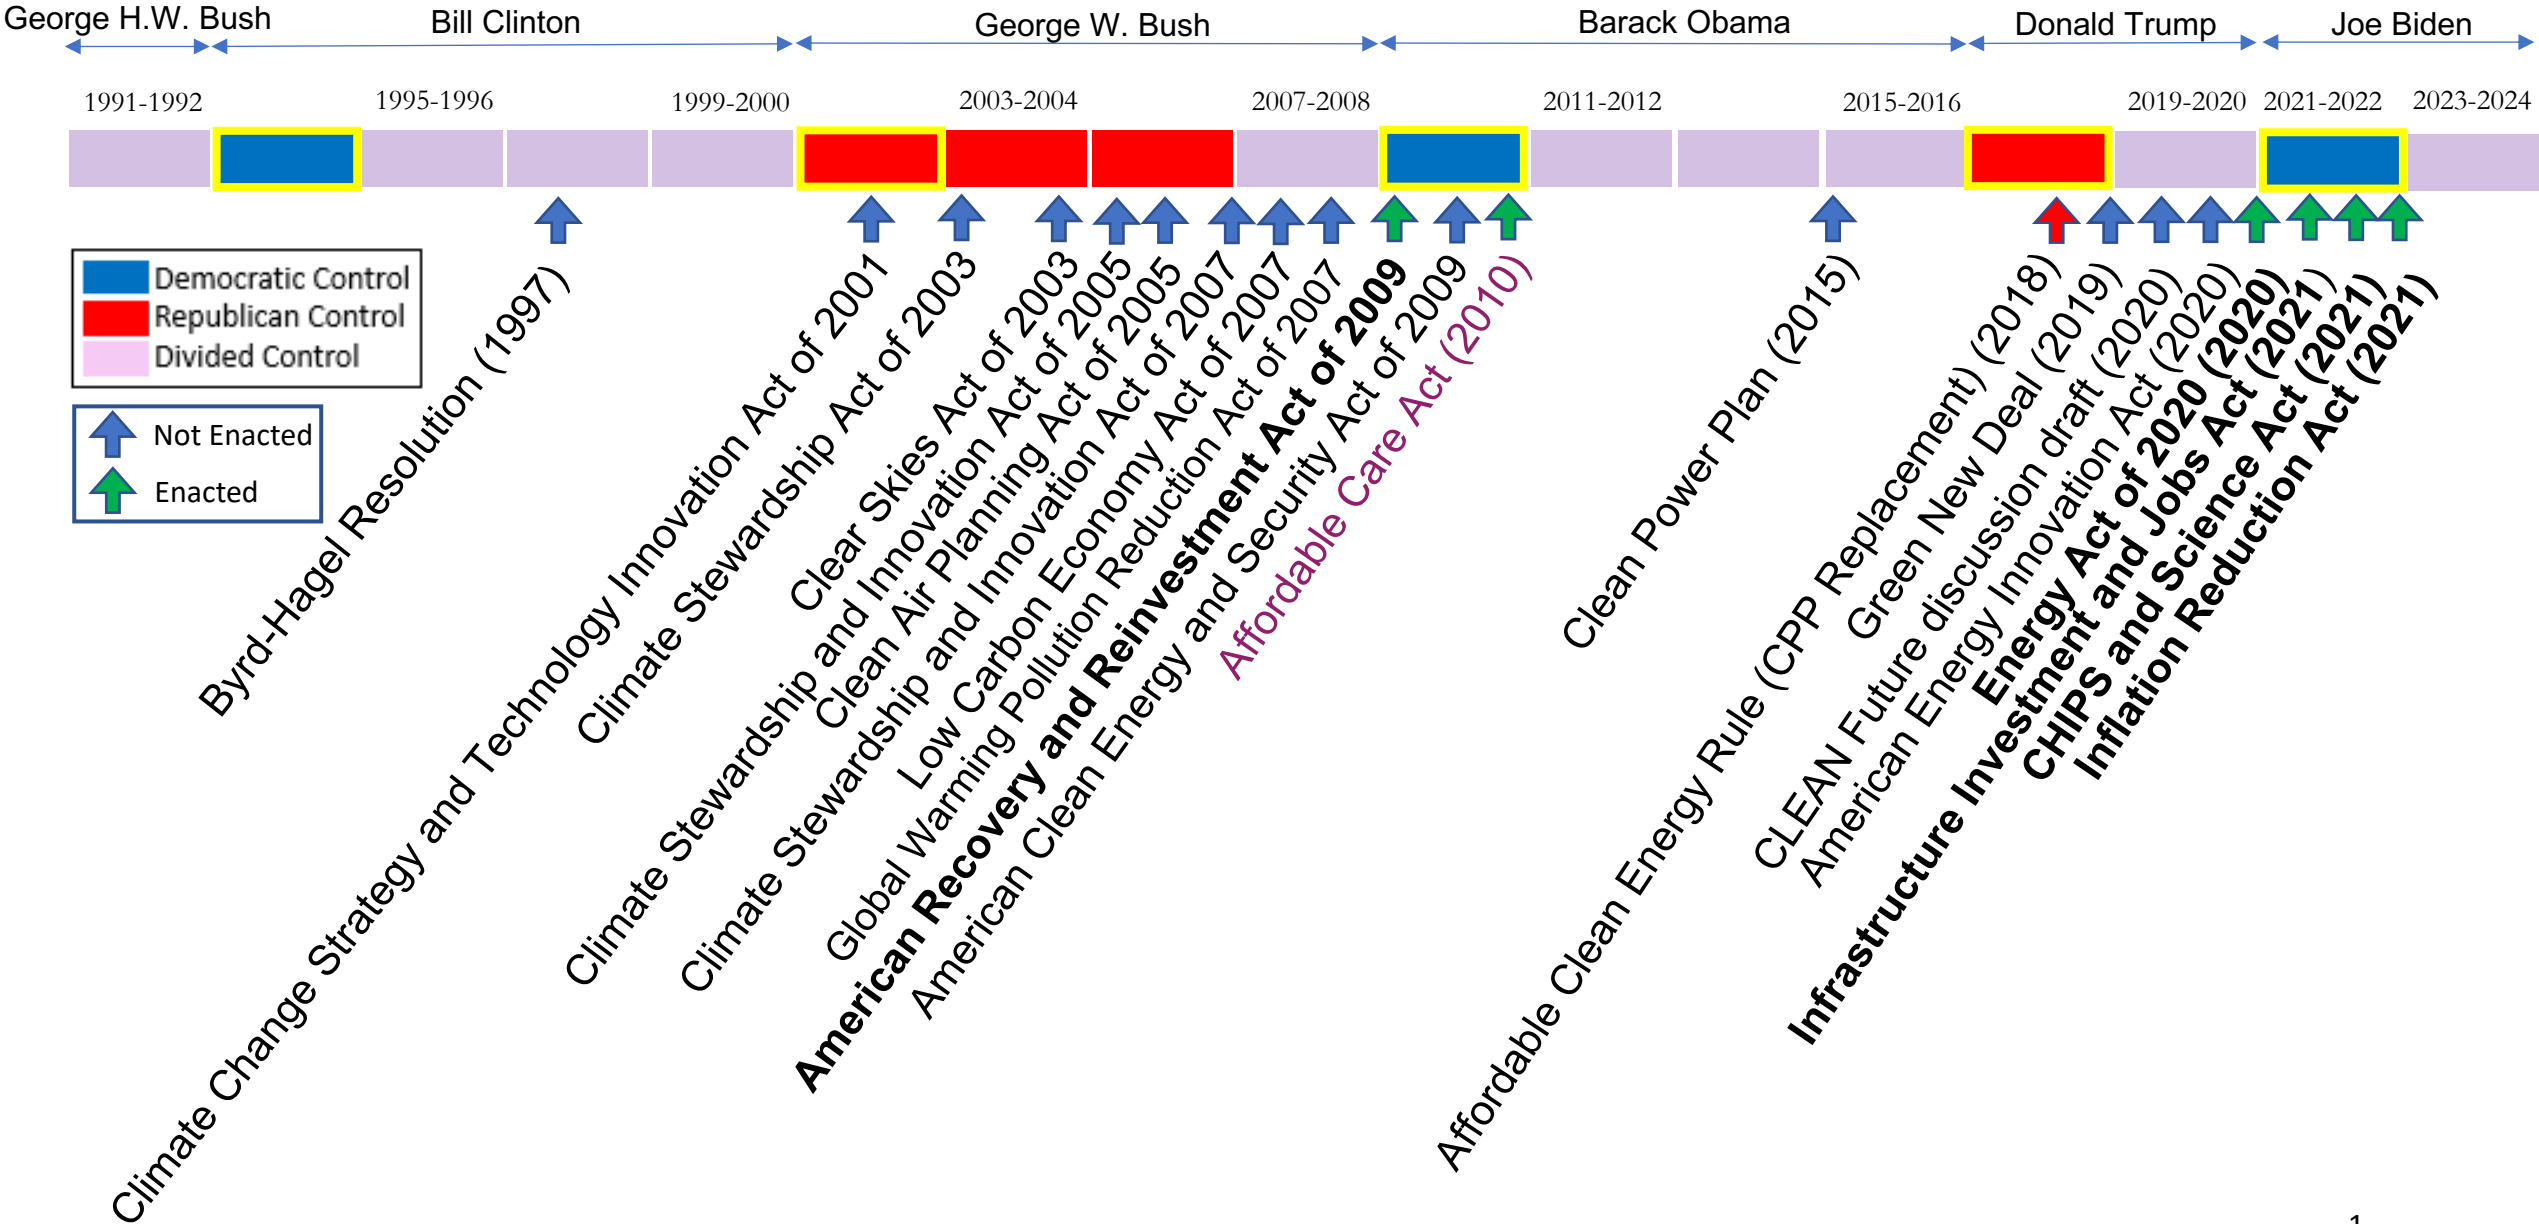 George H.W. Bush
Bill Clinton
George W. Bush
Barack Obama
Donald Trump
Joe Biden
1991-1992
1995-1996
1999-2000
2003-2004
2007-2008
2011-2012
2015-2016
2019-2020
2021-2022
2023-2024
Democratic Control
Republican Control
Divided Control
Not Enacted
Enacted
Byrd-Hagel Resolution (1997)
Climate Change Strategy and Technology Innovation Act of 2001
Climate Stewardship Act of 2003
Clear Skies Act of 2003
Climate Stewardship and Innovation Act of 2005
Clean Air Planning Act of 2005
Climate Stewardship and Innovation Act of 2007
Low Carbon Economy Act of 2007
Global Warming Pollution Reduction Act of 2007
American Recovery and Reinvestment Act of 2009
American Clean Energy and Security Act of 2009
Affordable Care Act (2010)
Clean Power Plan (2015)
Affordable Clean Energy Rule (CPP Replacement) (2018)
Green New Deal (2019)
CLEAN Future discussion draft (2020)
American Energy Innovation Act (2020)
Energy Act of 2020 (2020)
Infrastructure Investment and Jobs Act (2021)
CHIPS and Science Act (2021)
Inflation Reduction Act (2021)
1